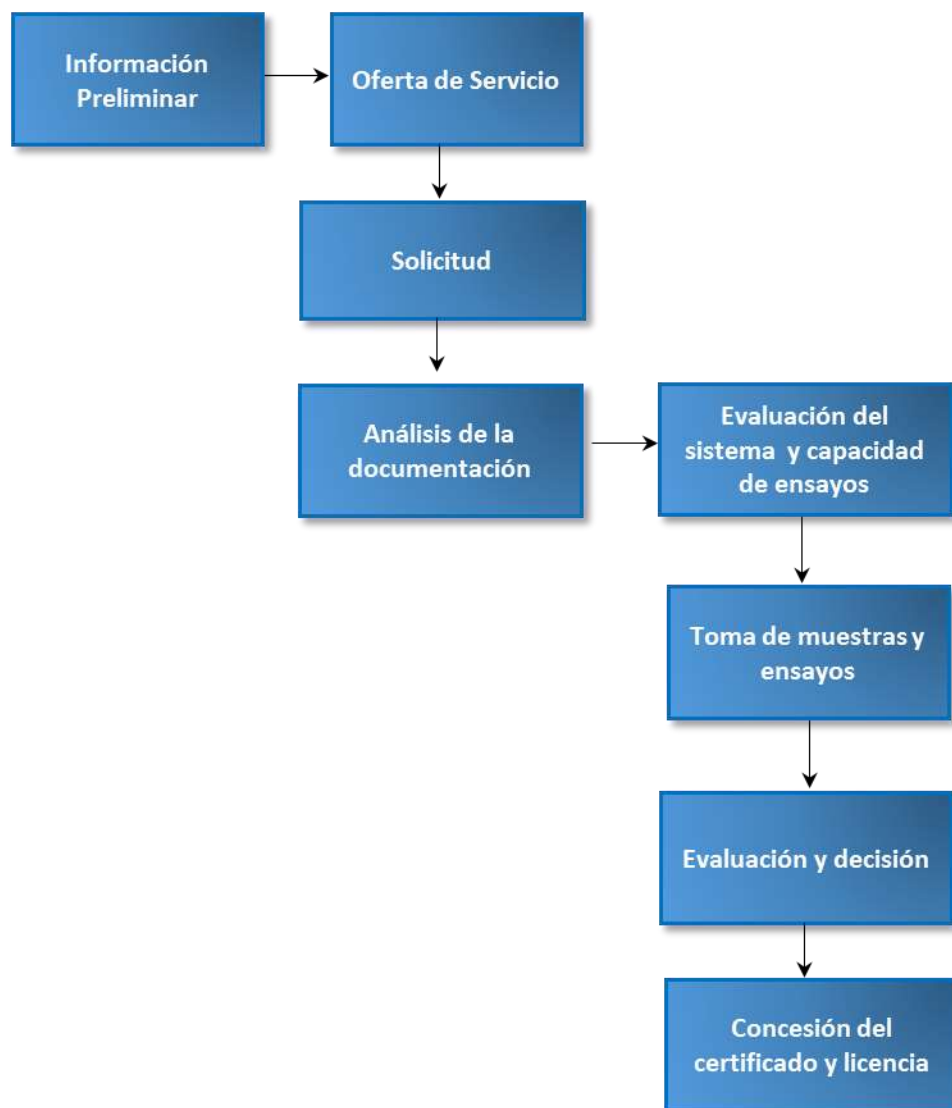 Información
Preliminar
Oferta de Servicio
Solicitud
Análisis de la
documentación
Evaluación del
sistema y capacidad
de ensayos
Toma de muestras y
ensayos
Evaluación y decisión
Concesión del
certificado y licencia